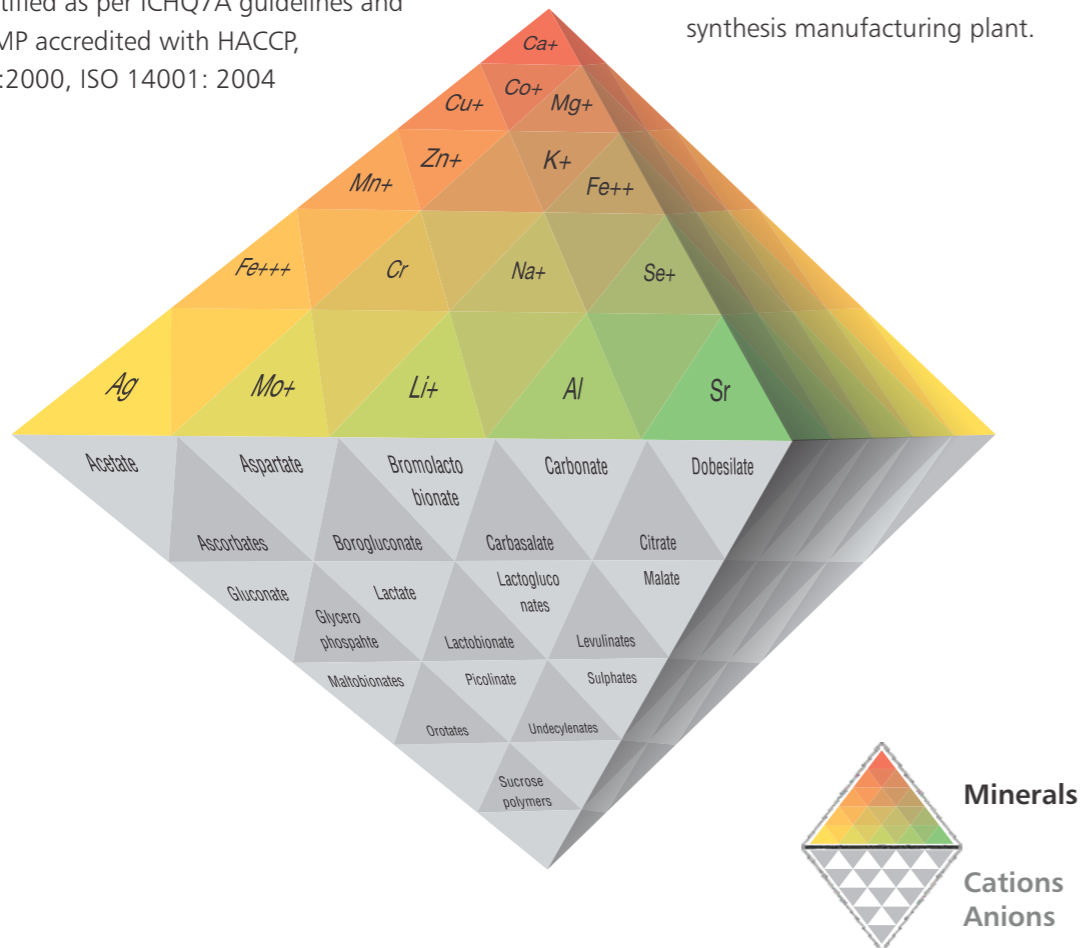 tified as per ICHQ7A guidelines and
MP accredited with HACCP,
:2000, ISO 14001: 2004
synthesis manufacturing plant.
Ca+
Cu+
Co+
Mg+
Mn+
Zn+
K+
Fe++
Fe+++
Cr
Na+
Se+
Ag
Mo+
Li+
Al
Sr
Acetate
Aspartate
Bromolacto
bionate
Carbonate
Dobesilate
Ascorbates
Borogluconate
Carbasalate
Citrate
Gluconate
Lactate
Lactogluco
nates
Malate
Glycero
phospahte
Lactobionate
Levulinates
Maltobionates
Picolinate
Sulphates
Orotates
Undecylenates
Sucrose
polymers
Minerals
Cations
Anions